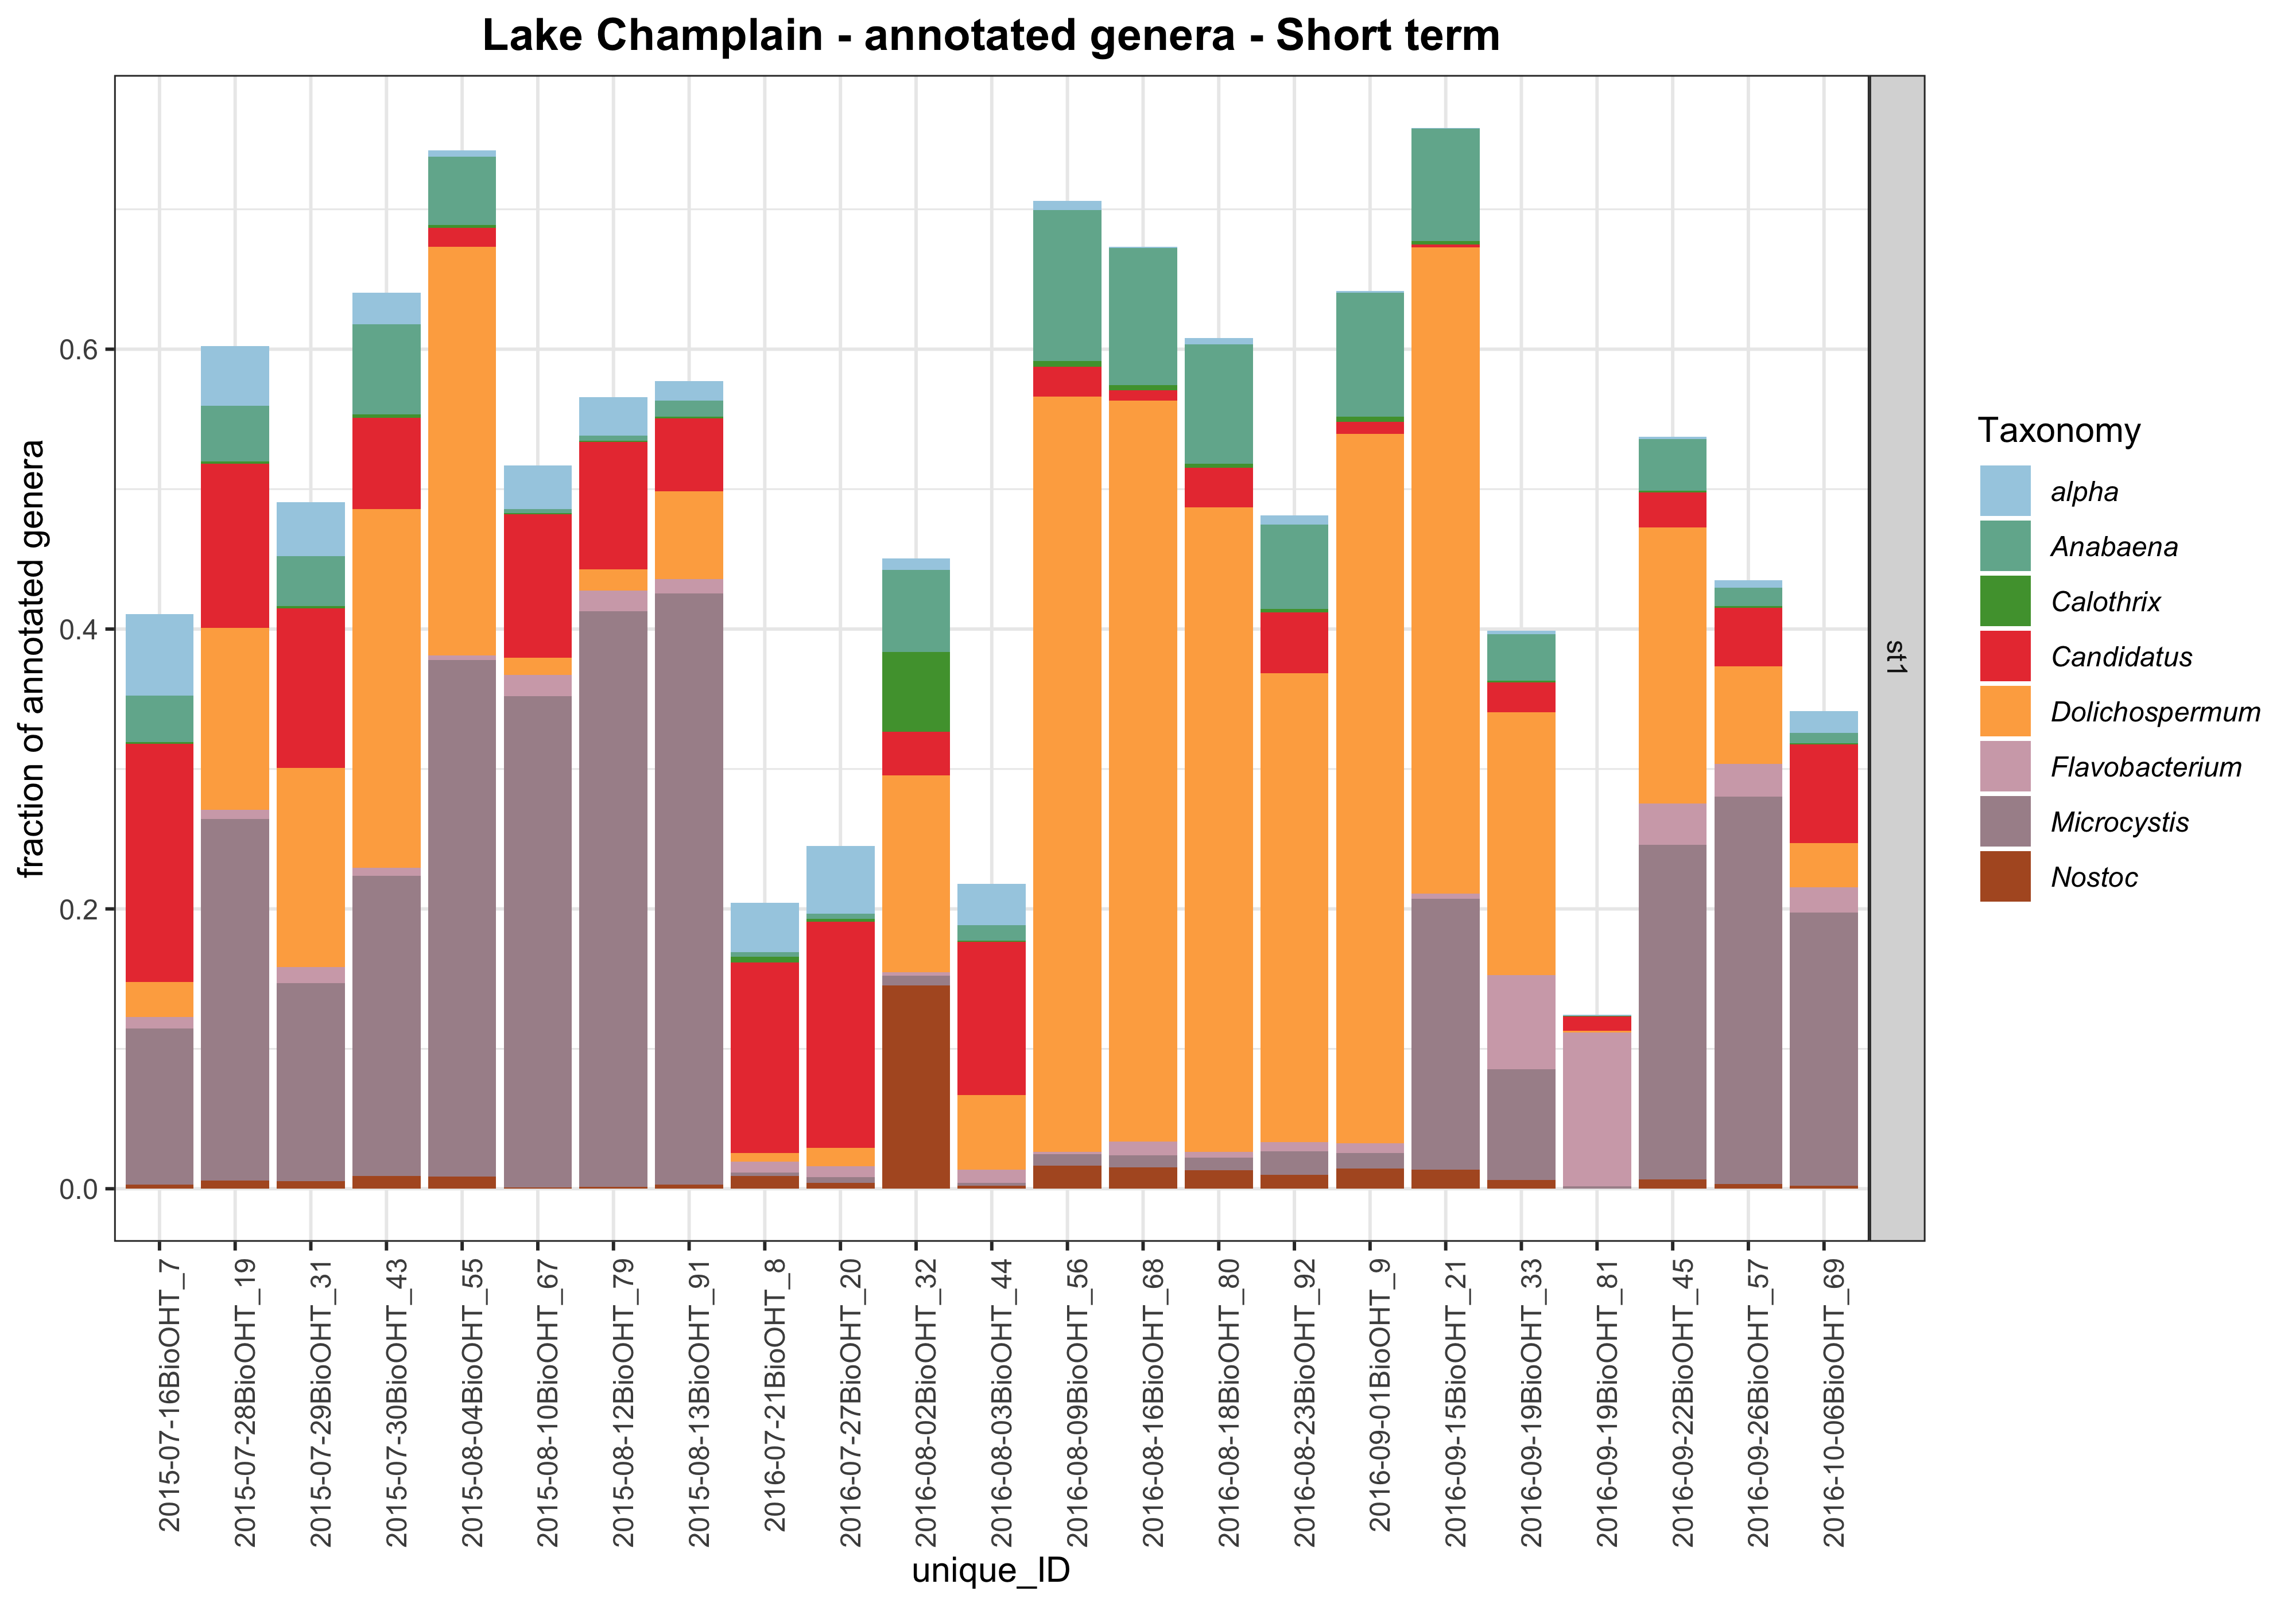 Lake Champlain - annotated genera - Short term
fraction of annotated genera
0.6
0.4
0.2
0.0
st1
2015-07-16BioOHT_7
2015-07-28BioOHT_19
2015-07-29BioOHT_31
2015-07-30BioOHT_43
2015-08-04BioOHT_55
2015-08-10BioOHT_67
2015-08-12BioOHT_79
2015-08-13BioOHT_91
2016-07-21BioOHT_8
2016-07-27BioOHT_20
2016-08-02BioOHT_32
2016-08-03BioOHT_44
2016-08-09BioOHT_56
2016-08-16BioOHT_68
2016-08-18BioOHT_80
2016-08-23BioOHT_92
2016-09-01BioOHT_9
2016-09-15BioOHT_21
2016-09-19BioOHT_33
2016-09-19BioOHT_81
2016-09-22BioOHT_45
2016-09-26BioOHT_57
2016-10-06BioOHT_69
unique_ID
Taxonomy
alpha
Anabaena
Calothrix
Candidatus
Dolichospermum
Flavobacterium
Microcystis
Nostoc